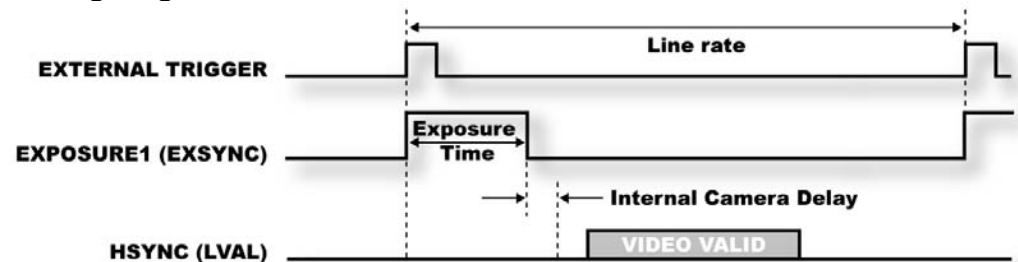 Line rate
EXTERNAL TRIGGER
Exposure
Time
EXPOSURE1 (EXSYNC)
Internal Camera Delay
VIDEO VALID
HSYNC (LVAL)